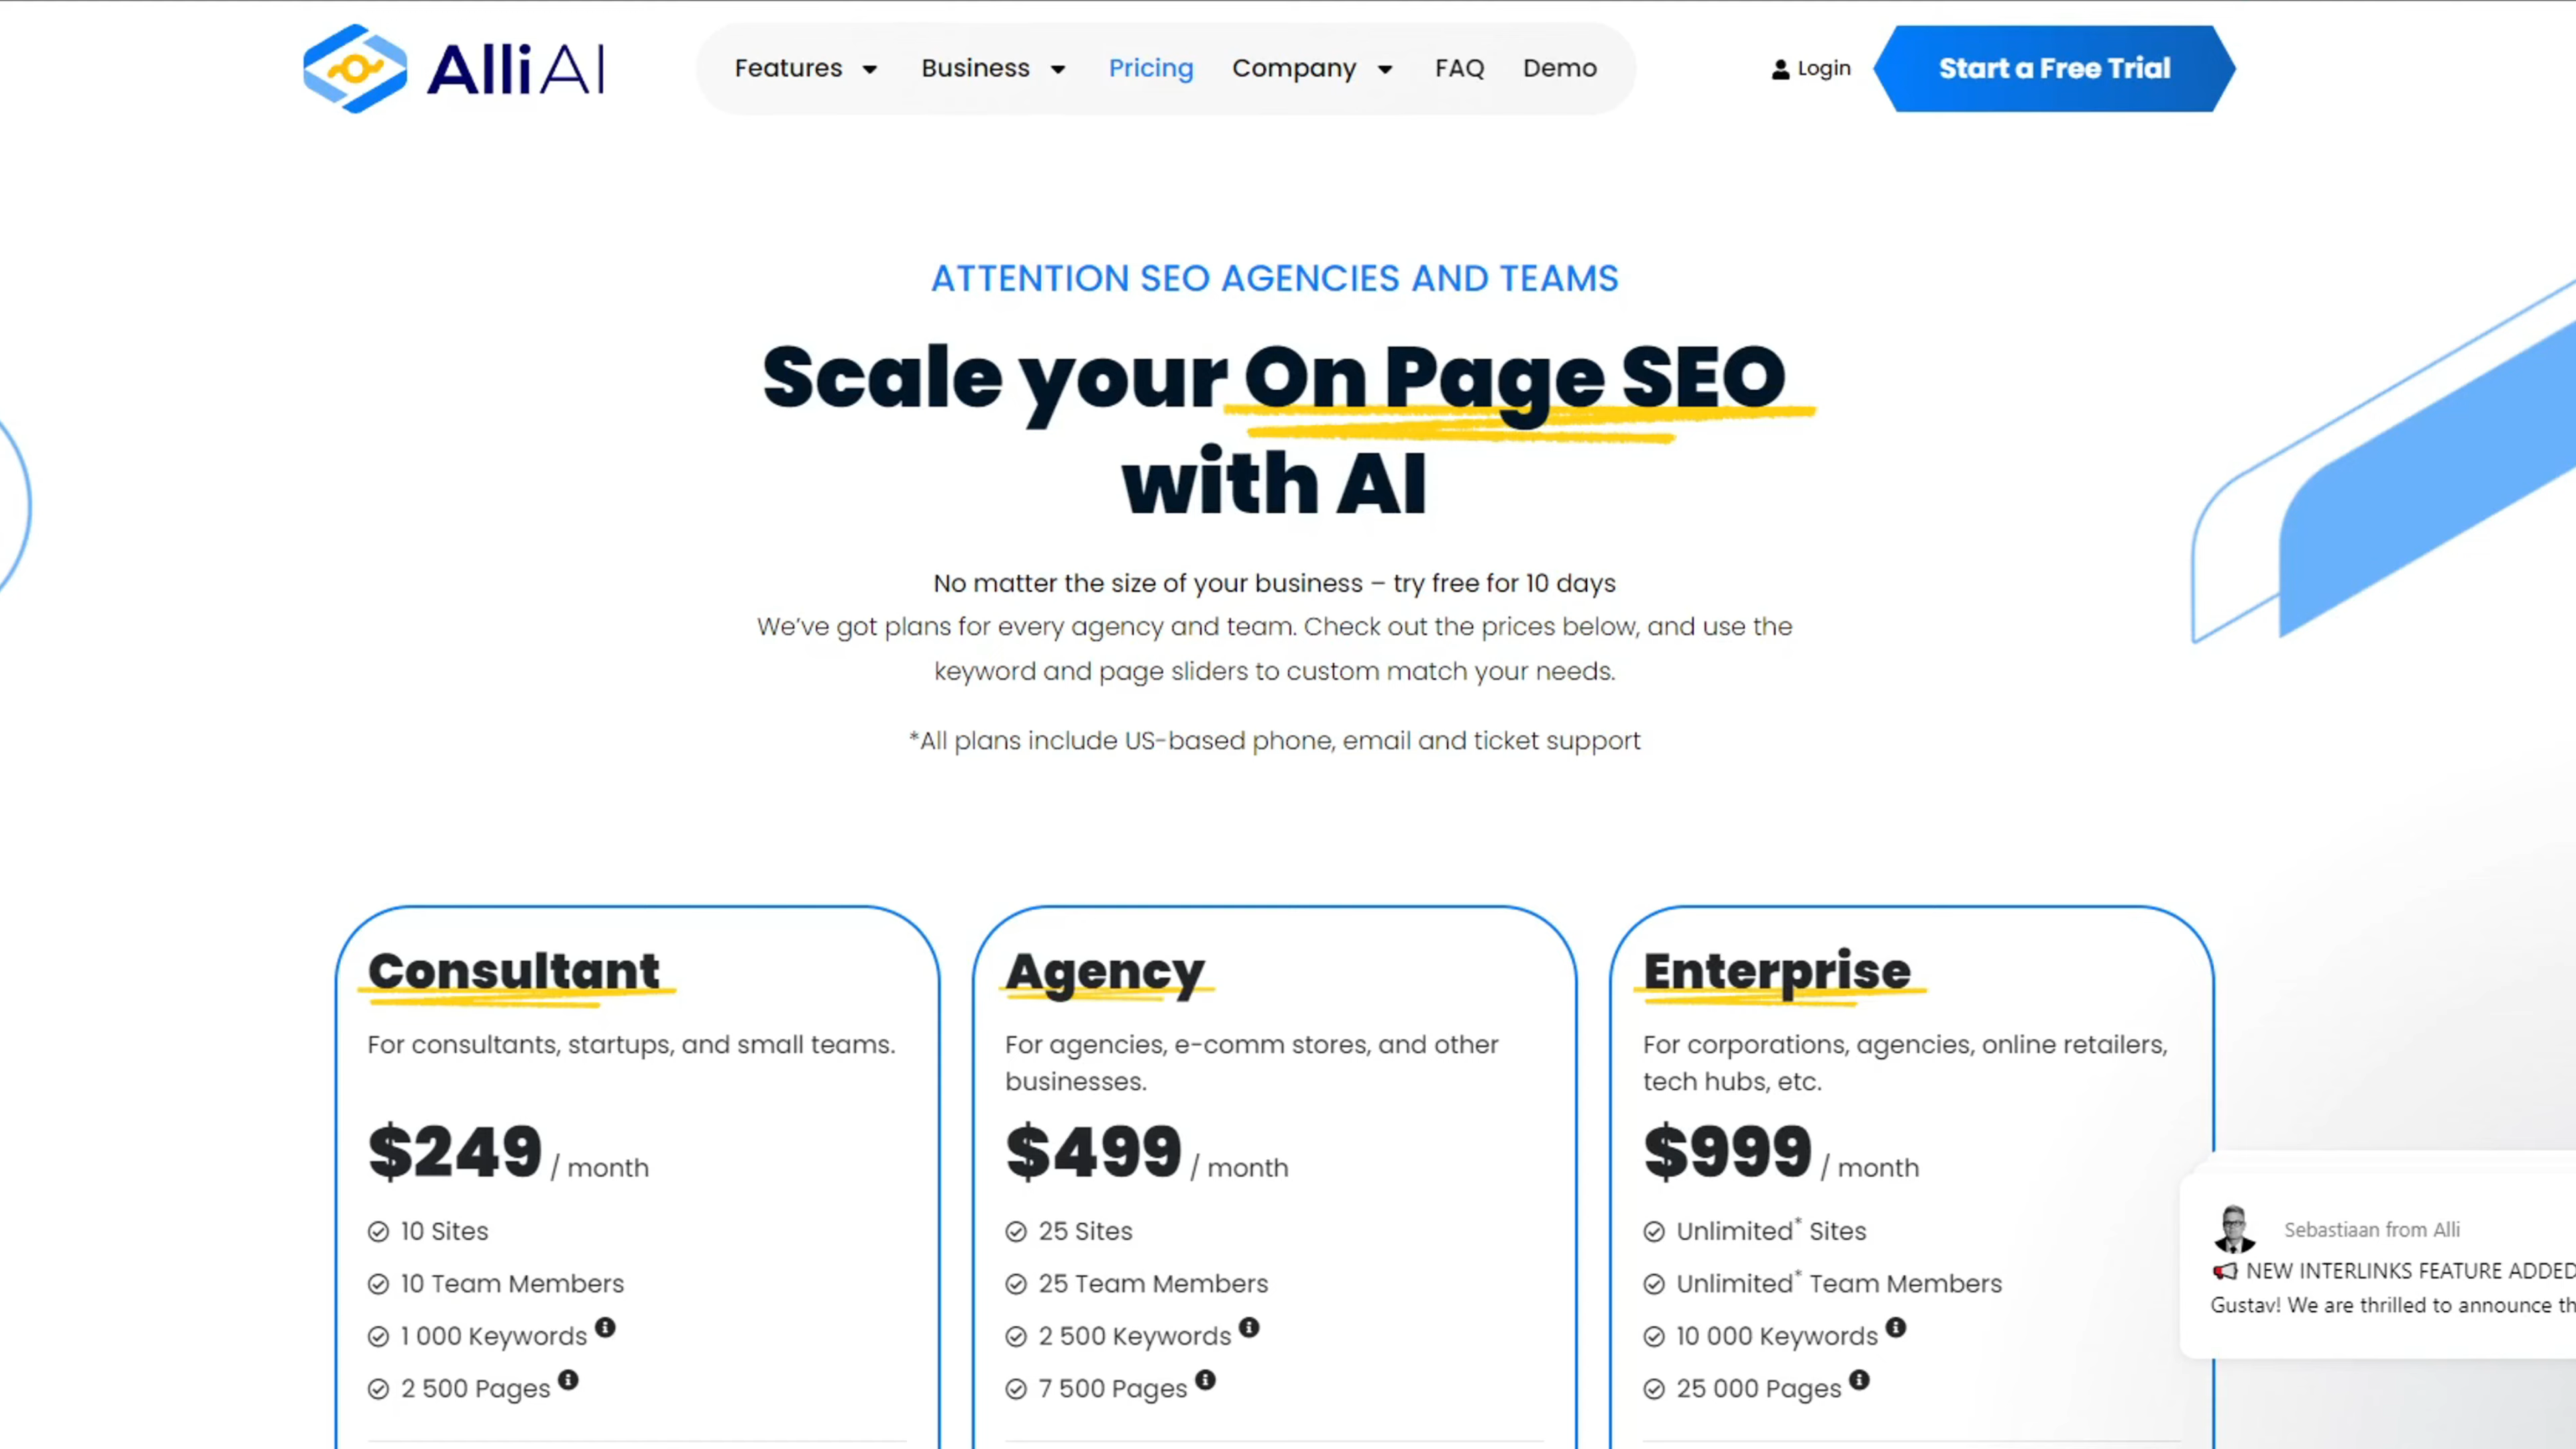 Alli AI
Features
Business
Pricing
Company
FAQ
Demo
Login
Start a Free Trial
ATTENTION SEO AGENCIES AND TEAMS
Scale your On Page SEO
with AI
No matter the size of your business – try free for 10 days
We've got plans for every agency and team. Check out the prices below, and use the
keyword and page sliders to custom match your needs.
*All plans include US-based phone, email and ticket support
Consultant
For consultants, startups, and small teams.
$249 / month
10 Sites
10 Team Members
1 000 Keywords
2 500 Pages
Agency
For agencies, e-comm stores, and other
businesses.
$499 / month
25 Sites
25 Team Members
2 500 Keywords
7 500 Pages
Enterprise
For corporations, agencies, online retailers,
tech hubs, etc.
$999 / month
Unlimited* Sites
Unlimited* Team Members
10 000 Keywords
25 000 Pages
Sebastiaan from Alli
NEW INTERLINKS FEATURE ADDED
Gustav! We are thrilled to announce